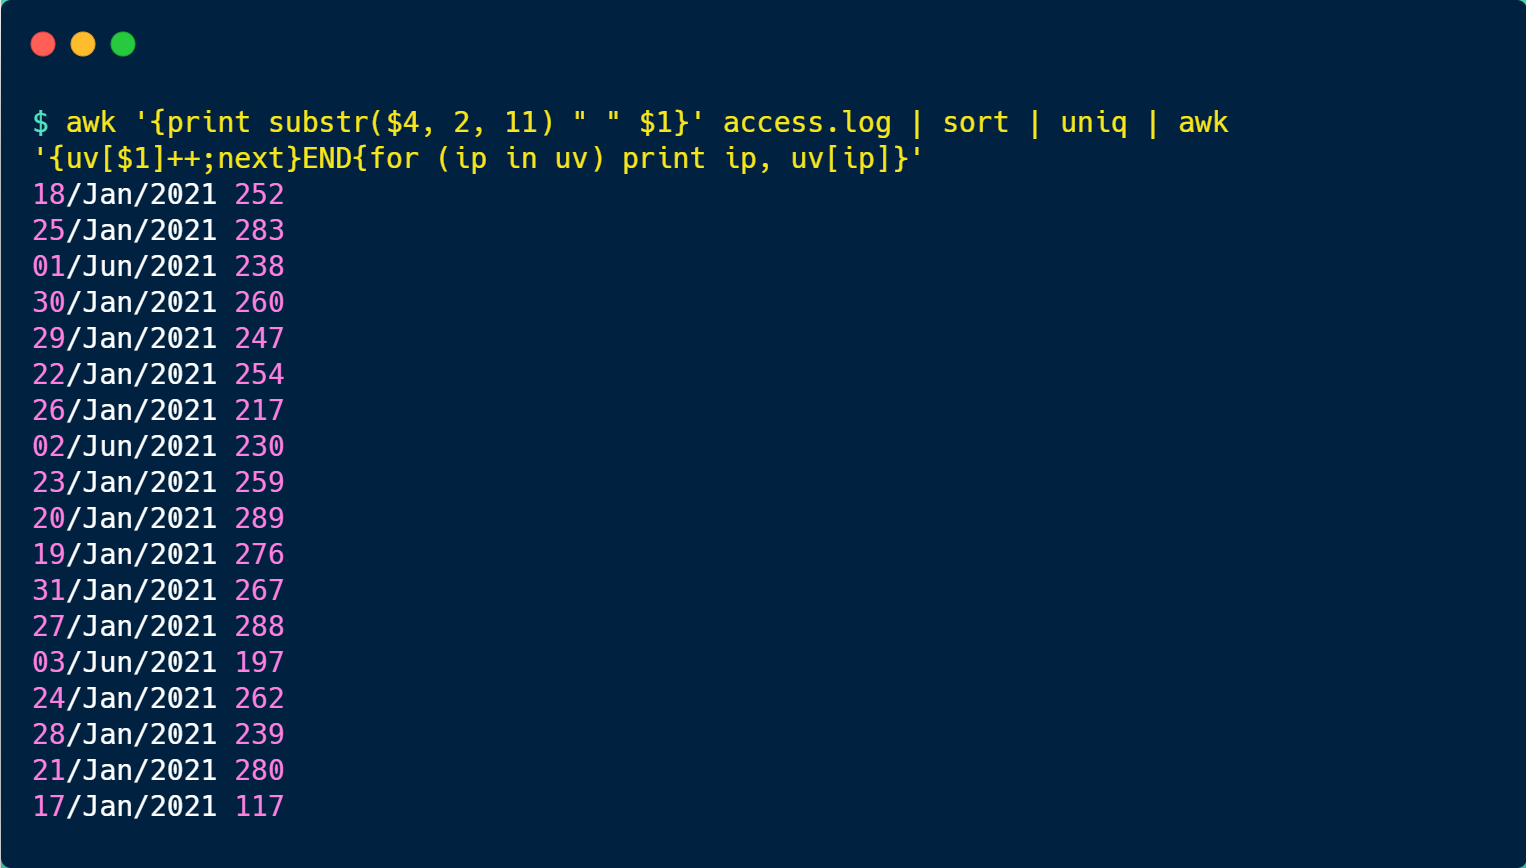 $ awk '{print substr($4, 2, 11) " " $1}' access.log | sort | uniq | awk
'{uv[$1]++;next}END{for (ip in uv) print ip, uv[ip]}'
18/Jan/2021 252
25/Jan/2021 283
01/Jun/2021 238
30/Jan/2021 260
29/Jan/2021 247
22/Jan/2021 254
26/Jan/2021 217
02/Jun/2021 230
23/Jan/2021 259
20/Jan/2021 289
19/Jan/2021 276
31/Jan/2021 267
27/Jan/2021 288
03/Jun/2021 197
24/Jan/2021 262
28/Jan/2021 239
21/Jan/2021 280
17/Jan/2021 117